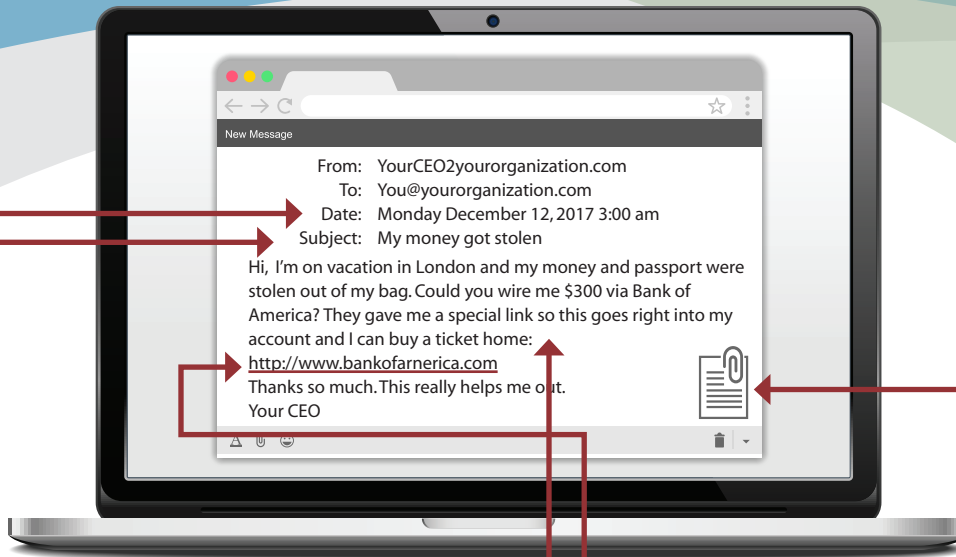 New Message
From: YourCEO2yourorganization.com
To: You@yourorganization.com
Date: Monday December 12, 2017 3:00 am
Subject: My money got stolen
Hi, I'm on vacation in London and my money and passport were
stolen out of my bag. Could you wire me $300 via Bank of
America? They gave me a special link so this goes right into my
account and I can buy a ticket home:
http://www.bankofarnerica.com
Thanks so much. This really helps me out.
Your CEO